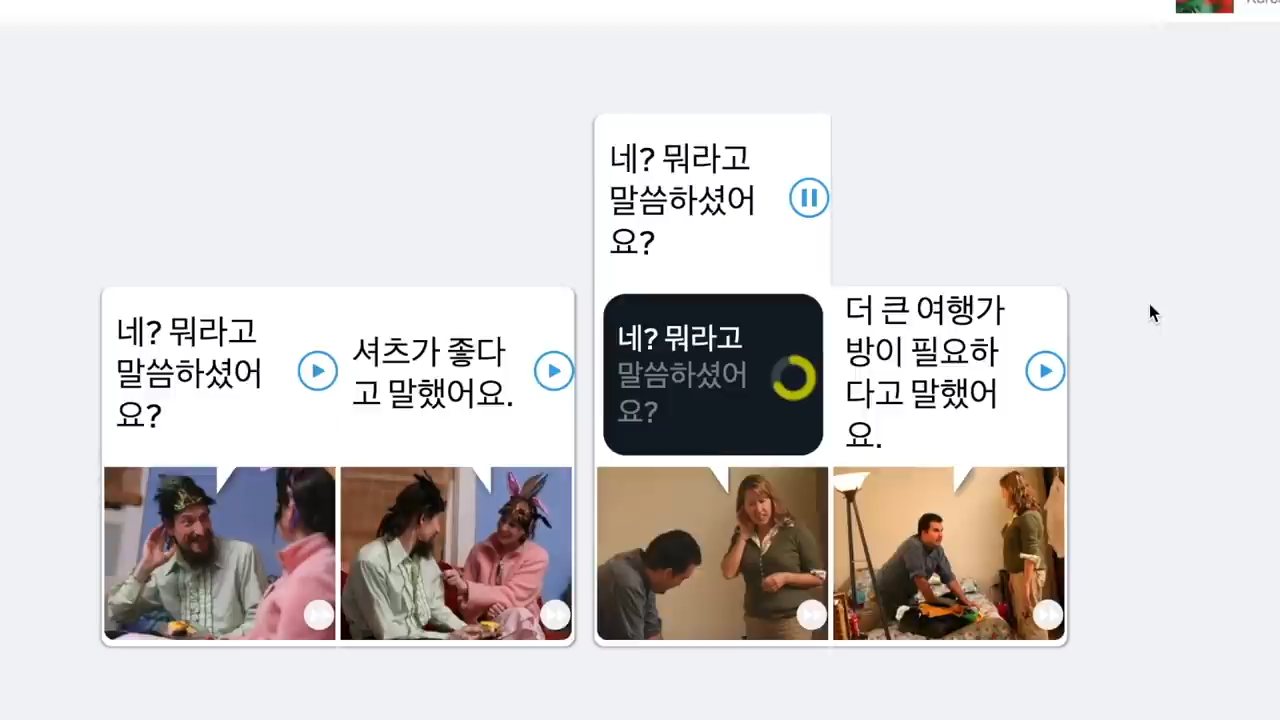 네? 뭐라고
말씀하셨어
요?
셔츠가 좋다
고 말했어요.
네? 뭐라고
말씀하셨어
요?
네? 뭐라고
말씀하셨어
요?
더 큰 여행가
방이 필요하
다고 말했어
요.